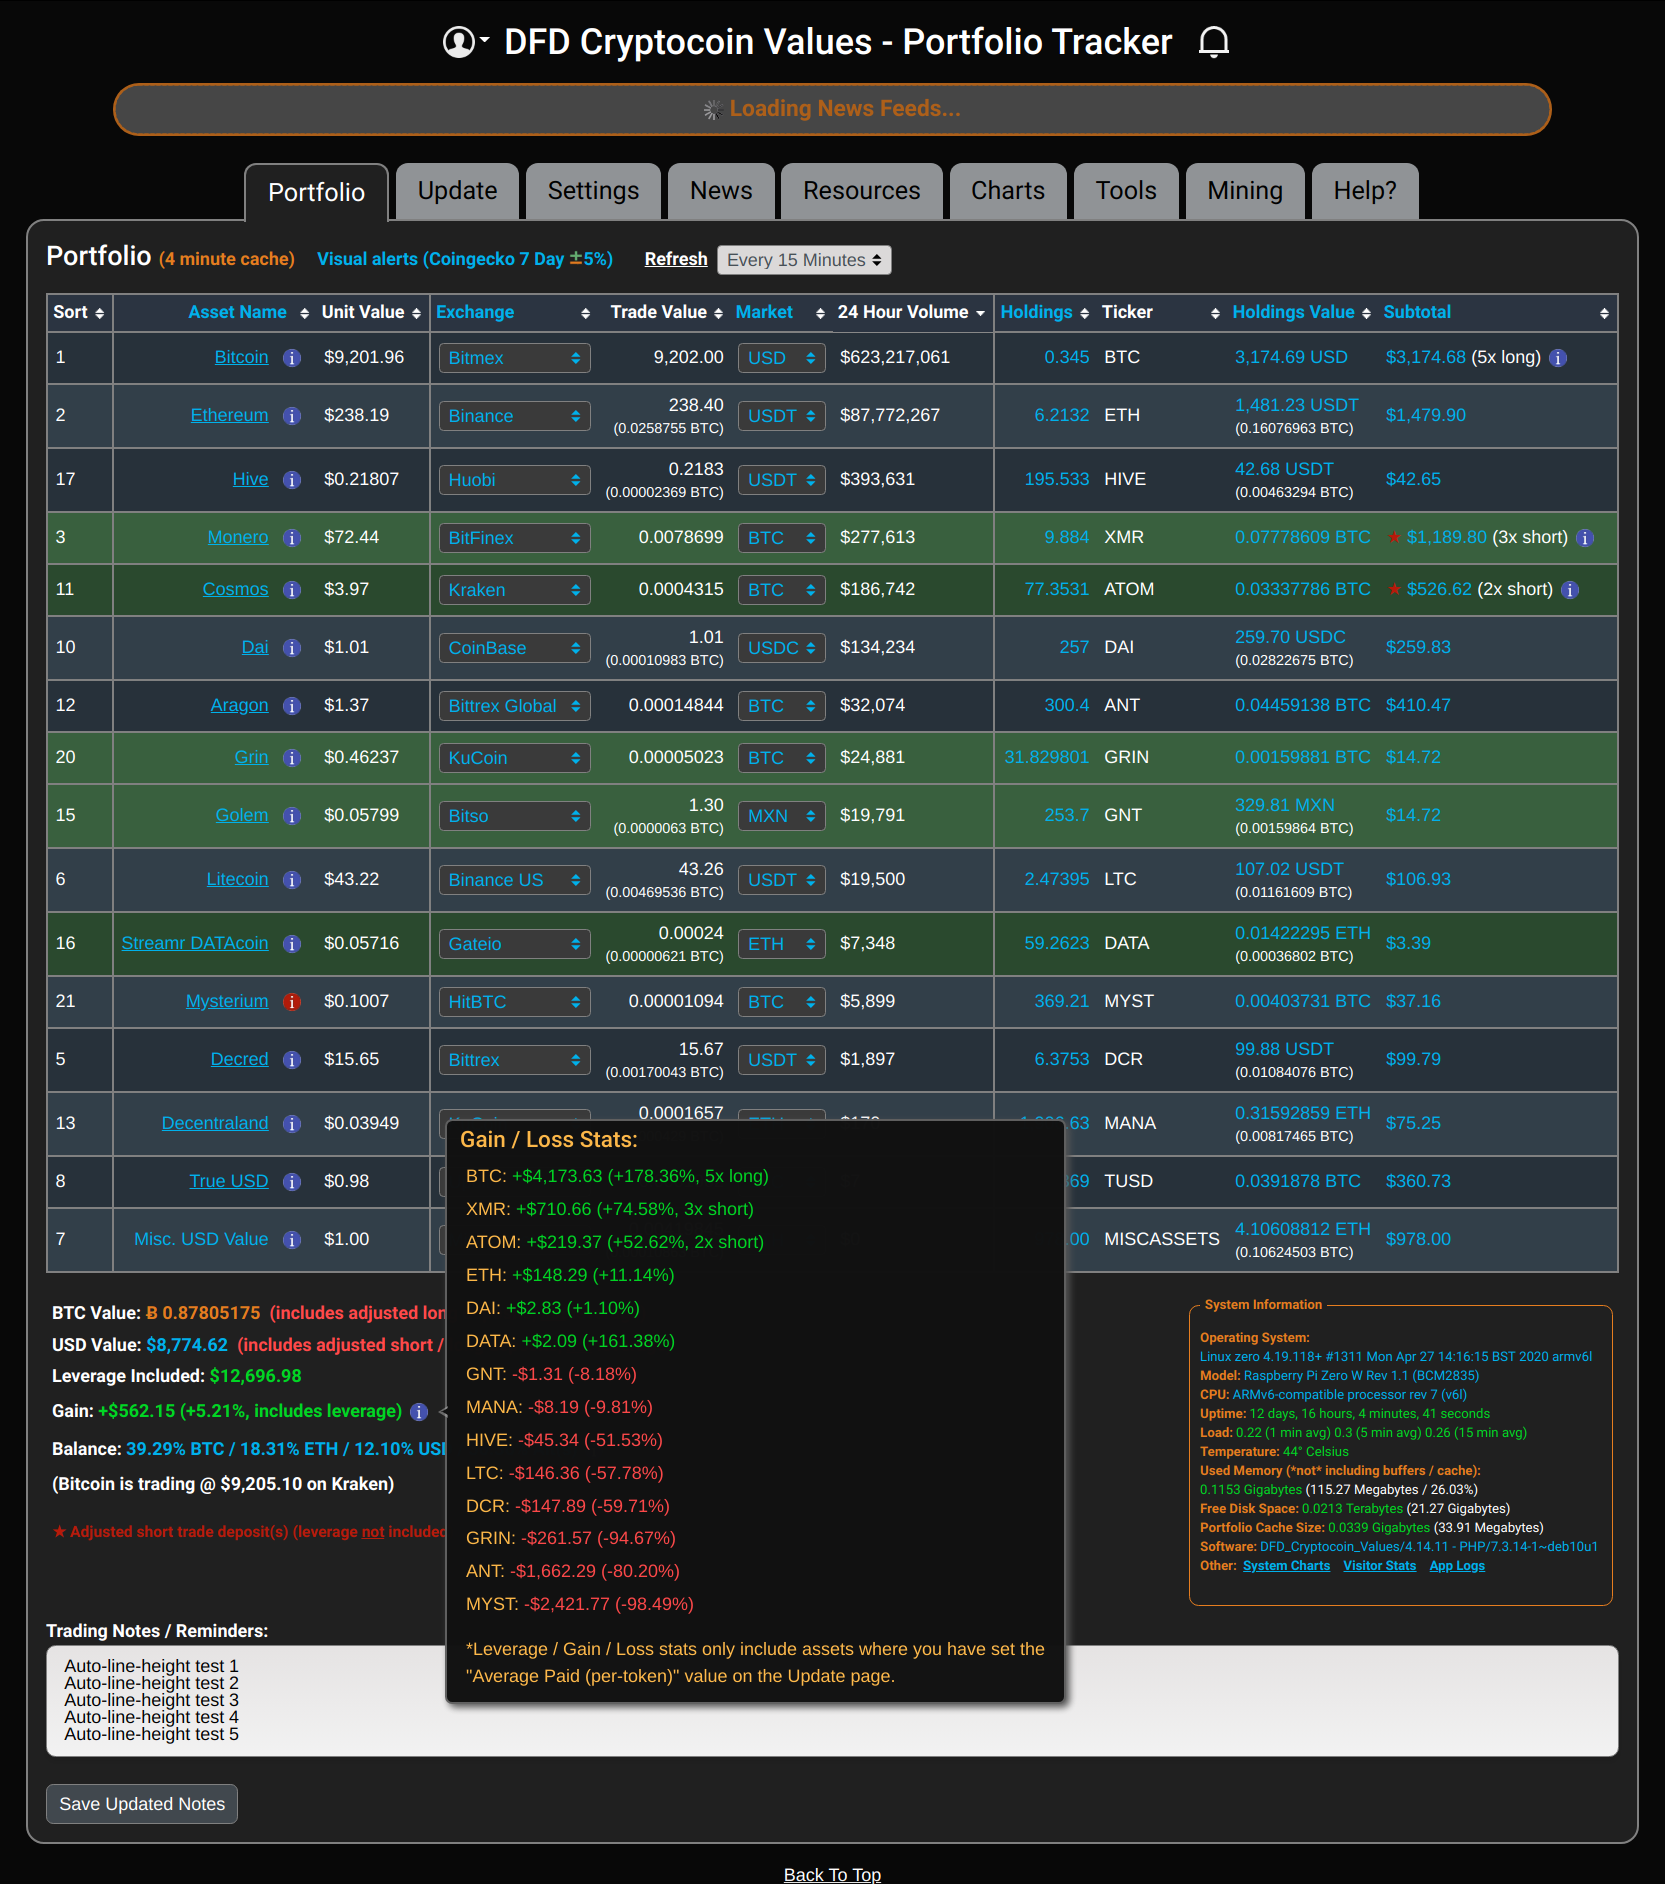 DFD Cryptocoin Values - Portfolio Tracker
Loading News Feeds...
Portfolio Update Settings News Resources Charts Tools Mining Help?
Portfolio (4 minute cache) Visual alerts (Coingecko 7 Day ±5%) Refresh Every 15 Minutes
Sort Asset Name Unit Value Exchange Trade Value Market 24 Hour Volume Holdings Ticker Holdings Value Subtotal
1 Bitcoin i $9,201.96 Bitmex 9,202.00 USD $623,217,061 0.345 BTC 3,174.69 USD $3,174.68 (5x long) i
2 Ethereum i $238.19 Binance 238.40 USDT $87,772,267 6.2132 ETH 1,481.23 USDT $1,479.90
(0.0258755 BTC) (0.16076963 BTC)
17 Hive i $0.21807 Huobi 0.2183 USDT $393,631 195.533 HIVE 42.68 USDT $42.65
(0.00002369 BTC) (0.00463294 BTC)
3 Monero i $72.44 BitFinex 0.0078699 BTC $277,613 9.884 XMR 0.07778609 BTC ★ $1,189.80 (3x short) i
11 Cosmos i $3.97 Kraken 0.0004315 BTC $186,742 77.3531 ATOM 0.03337786 BTC ★ $526.62 (2x short) i
10 Dai i $1.01 CoinBase 1.01 USDC $134,234 257 DAI 259.70 USDC $259.83
(0.00010983 BTC) (0.02822675 BTC)
12 Aragon i $1.37 Bittrex Global 0.00014844 BTC $32,074 300.4 ANT 0.04459138 BTC $410.47
20 Grin i $0.46237 KuCoin 0.00005023 BTC $24,881 31.829801 GRIN 0.00159881 BTC $14.72
15 Golem i $0.05799 Bitso 1.30 MXN $19,791 253.7 GNT 329.81 MXN $14.72
(0.0000063 BTC) (0.00159864 BTC)
6 Litecoin i $43.22 Binance US 43.26 USDT $19,500 2.47395 LTC 107.02 USDT $106.93
(0.00469536 BTC) (0.01161609 BTC)
16 Streamr DATAcoin i $0.05716 Gateio 0.00024 ETH $7,348 59.2623 DATA 0.01422295 ETH $3.39
(0.00000621 BTC) (0.00036802 BTC)
21 Mysterium i $0.1007 HitBTC 0.00001094 BTC $5,899 369.21 MYST 0.00403731 BTC $37.16
5 Decred i $15.65 Bittrex 15.67 USDT $1,897 6.3753 DCR 99.88 USDT $99.79
(0.00170043 BTC) (0.01084076 BTC)
13 Decentraland i $0.03949 0.0001657 .63 MANA 0.31592859 ETH $75.25
(0.00817465 BTC)
8 True USD i $0.98 69 TUSD 0.0391878 BTC $360.73
7 Misc. USD Value i $1.00 00 MISCASSETS 4.10608812 ETH $978.00
(0.10624503 BTC)
Gain / Loss Stats:
BTC: +$4,173.63 (+178.36%, 5x long)
XMR: +$710.66 (+74.58%, 3x short)
ATOM: +$219.37 (+52.62%, 2x short)
ETH: +$148.29 (+11.14%)
DAI: +$2.83 (+1.10%)
DATA: +$2.09 (+161.38%)
GNT: -$1.31 (-8.18%)
MANA: -$8.19 (-9.81%)
HIVE: -$45.34 (-51.53%)
LTC: -$146.36 (-57.78%)
DCR: -$147.89 (-59.71%)
GRIN: -$261.57 (-94.67%)
ANT: -$1,662.29 (-80.20%)
MYST: -$2,421.77 (-98.49%)
*Leverage / Gain / Loss stats only include assets where you have set the
"Average Paid (per-token)" value on the Update page.
BTC Value: Ƀ 0.87805175 (includes adjusted lon
USD Value: $8,774.62 (includes adjusted short /
Leverage Included: $12,696.98
Gain: +$562.15 (+5.21%, includes leverage) i
Balance: 39.29% BTC / 18.31% ETH / 12.10% USD
(Bitcoin is trading @ $9,205.10 on Kraken)
★ Adjusted short trade deposit(s) (leverage not included
System Information
Operating System:
Linux zero 4.19.118+ #1311 Mon Apr 27 14:16:15 BST 2020 armv6l
Model: Raspberry Pi Zero W Rev 1.1 (BCM2835)
CPU: ARMv6-compatible processor rev 7 (v6l)
Uptime: 12 days, 16 hours, 4 minutes, 41 seconds
Load: 0.22 (1 min avg) 0.3 (5 min avg) 0.26 (15 min avg)
Temperature: 44° Celsius
Used Memory (*not* including buffers / cache):
0.1153 Gigabytes (115.27 Megabytes / 26.03%)
Free Disk Space: 0.0213 Terabytes (21.27 Gigabytes)
Portfolio Cache Size: 0.0339 Gigabytes (33.91 Megabytes)
Software: DFD_Cryptocoin_Values/4.14.11 - PHP/7.3.14-1~deb10u1
Other: System Charts Visitor Stats App Logs
Trading Notes / Reminders:
Auto-line-height test 1
Auto-line-height test 2
Auto-line-height test 3
Auto-line-height test 4
Auto-line-height test 5
Save Updated Notes
Back To Top